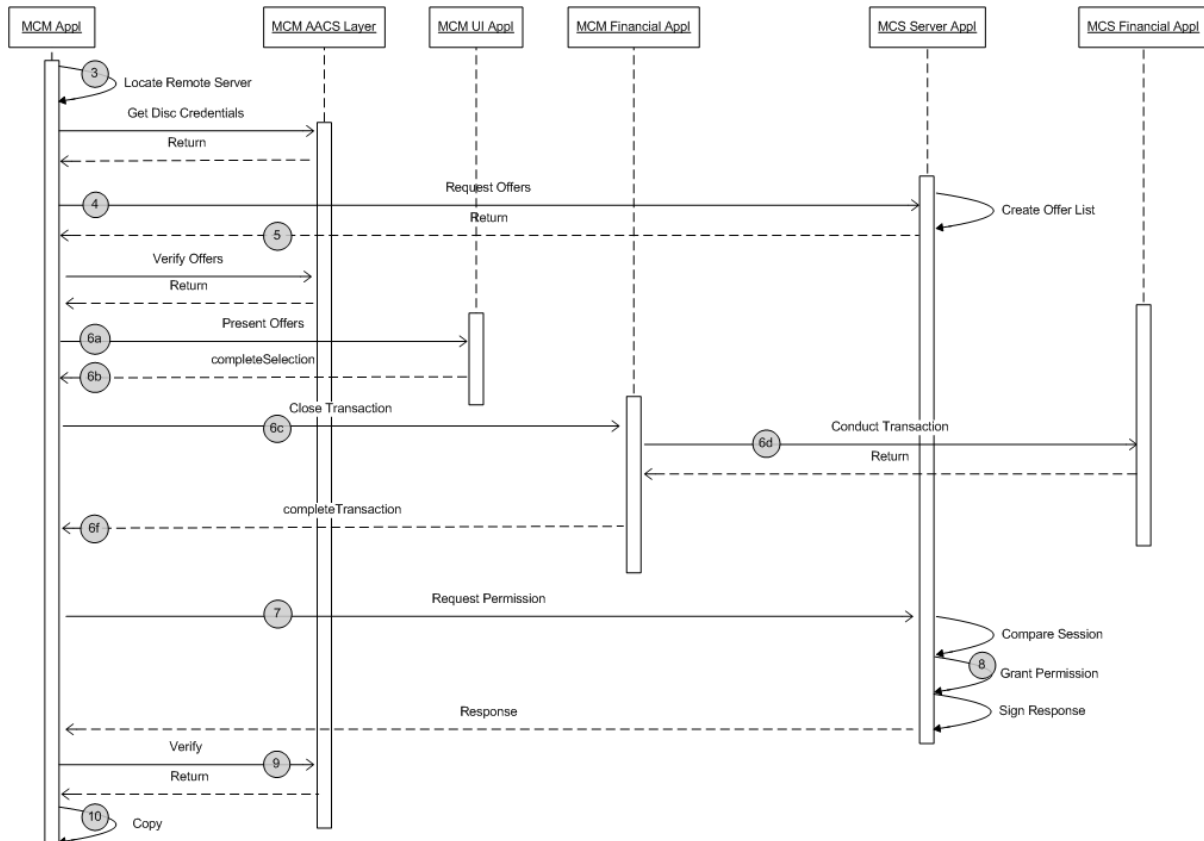 MCM Appl
MCM AACS Layer
MCM UI Appl
MCM Financial Appl
MCS Server Appl
MCS Financial Appl
3
Locate Remote Server
Get Disc Credentials
Return
Request Offers
4
Create Offer List
Return
5
Verify Offers
Return
Present Offers
6a
completeSelection
6b
Close Transaction
6c
Conduct Transaction
6d
Return
completeTransaction
6f
Request Permission
7
Compare Session
8
Grant Permission
Sign Response
Response
Verify
9
Return
10
Copy